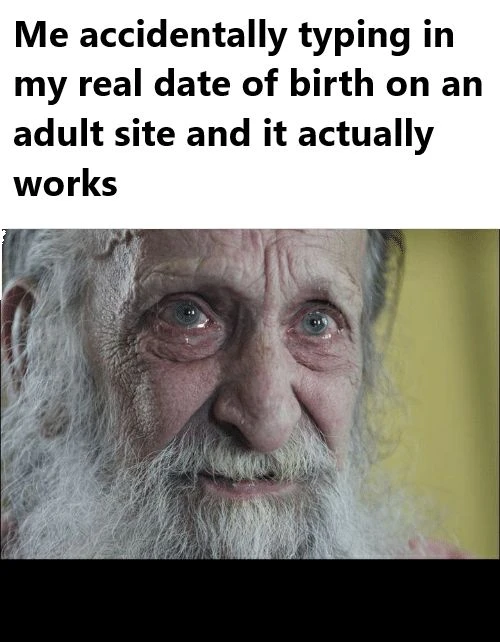 Me accidentally typing in
my real date of birth on an
adult site and it actually
works